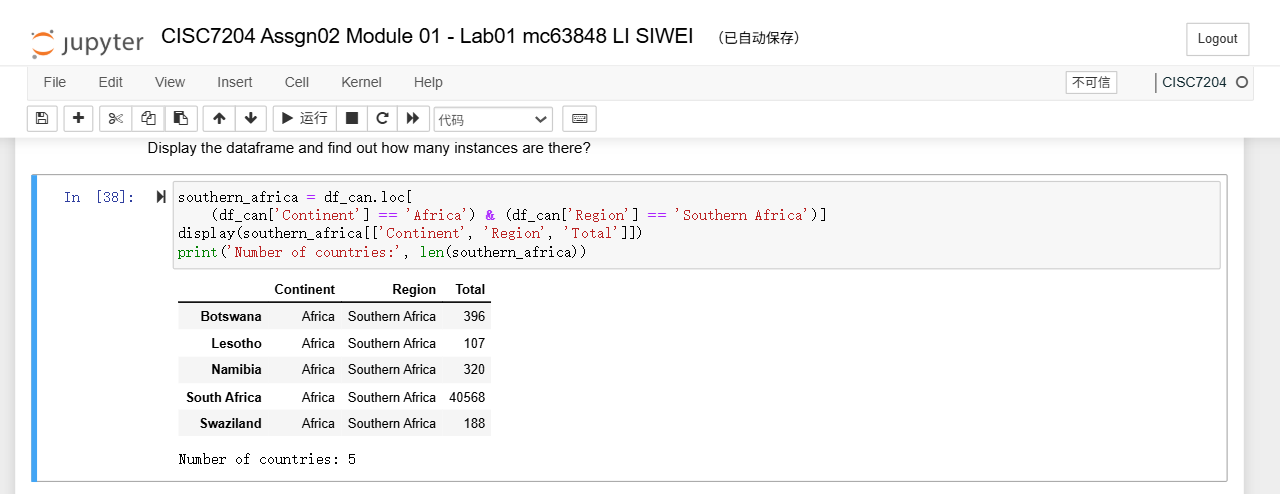 jupyter CISC7204 Assgn02 Module 01 - Lab01 mc63848 LI SIWEI (已自动保存) Logout
File Edit View Insert Cell Kernel Help 不可信 CISC7204
运行 代码
Display the dataframe and find out how many instances are there?
In [38]: southern_africa = df_can.loc[
(df_can['Continent'] == 'Africa') & (df_can['Region'] == 'Southern Africa')]
display(southern_africa[['Continent', 'Region', 'Total']])
print('Number of countries:', len(southern_africa))
Continent Region Total
Botswana Africa Southern Africa 396
Lesotho Africa Southern Africa 107
Namibia Africa Southern Africa 320
South Africa Africa Southern Africa 40568
Swaziland Africa Southern Africa 188
Number of countries: 5